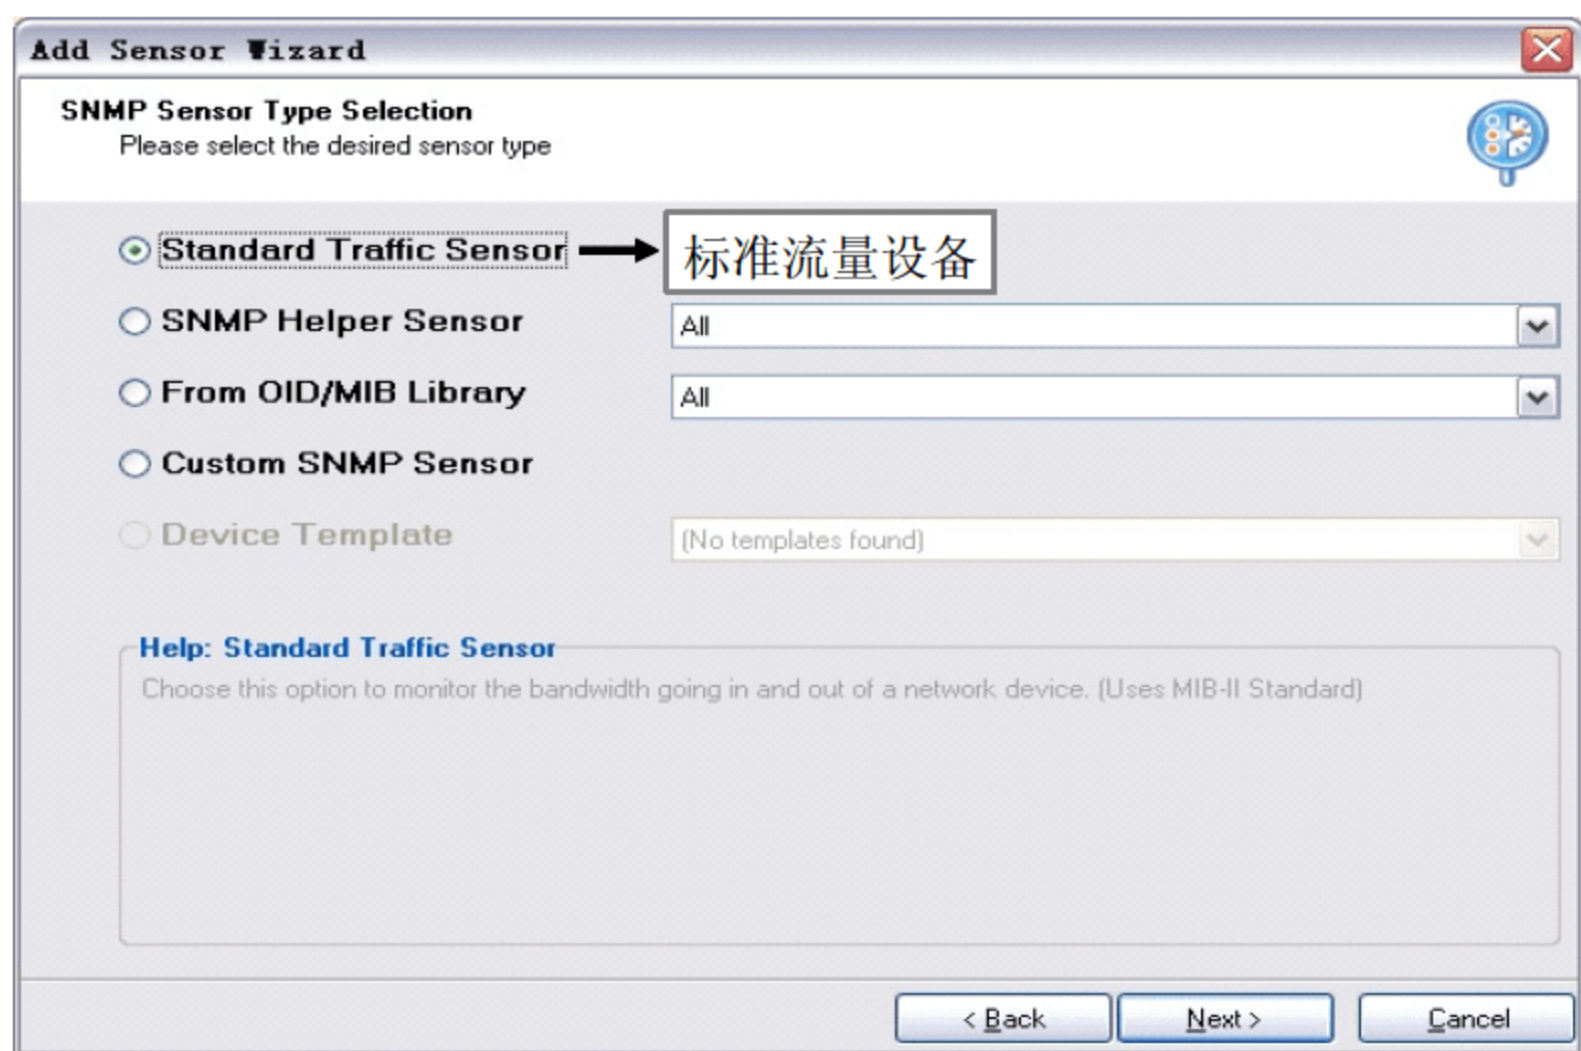 Add Sensor Wizard
SNMP Sensor Type Selection
Please select the desired sensor type
Standard Traffic Sensor
标准流量设备
SNMP Helper Sensor
All
From OID/MIB Library
All
Custom SNMP Sensor
Device Template
(No templates found)
Help: Standard Traffic Sensor
Choose this option to monitor the bandwidth going in and out of a network device. (Uses MIB-II Standard)
< Back
Next >
Cancel